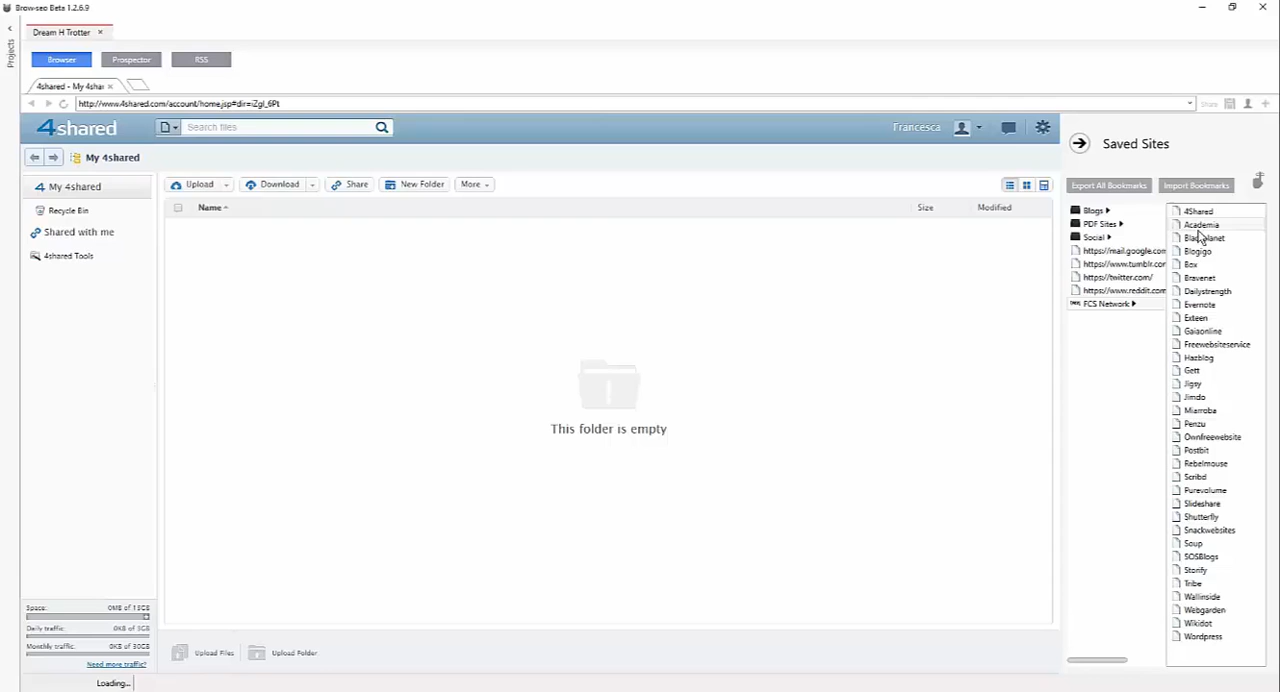 Brow-seo Beta 1.2.6.9
Dream H Trotter
Projects
Browser
Prospector
RSS
4shared - My 4shar
http://www.4shared.com/account/home.jsp#dir=iZgl_6Pt
Share
4shared
Search files
Francesca
My 4shared
My 4shared
Recycle Bin
Shared with me
4shared Tools
Upload
Download
Share
New Folder
More
Name
Size
Modified
This folder is empty
Space: 0MB of 15GB
Daily traffic: 0KB of 3GB
Monthly traffic: 0KB of 30GB
Need more traffic?
Upload Files
Upload Folder
Loading...
Saved Sites
Export All Bookmarks
Import Bookmarks
Blogs
PDF Sites
Social
https://mail.google.com
https://www.tumblr.cor
https://twitter.com/
https://www.reddit.com
FCS Network
4Shared
Academia
Blackplanet
Blogigo
Box
Bravenet
Dailystrength
Evernote
Exteen
Gaiaonline
Freewebsiteservice
Hazblog
Gett
Jigsy
Jimdo
Miarroba
Penzu
Ownfreewebsite
Postbit
Rebelmouse
Scribd
Purevolume
Slideshare
Shutterfly
Snackwebsites
Soup
SOSBlogs
Storify
Tribe
Wallinside
Webgarden
Wikidot
Wordpress